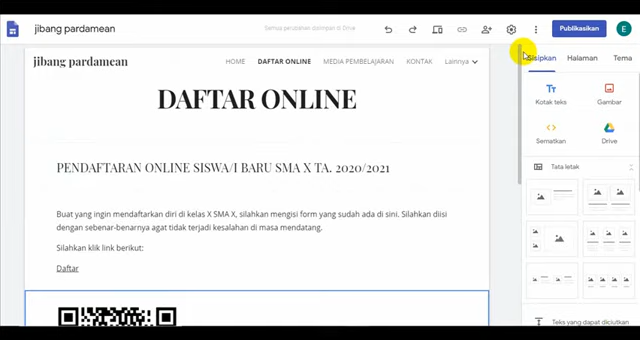 jibang pardamean
Semua perubahan disimpan di Drive
Publikasikan
E
jibang pardamean
HOME DAFTAR ONLINE MEDIA PEMBELAJARAN KONTAK Lainnya
Sisipkan Halaman Tema
DAFTAR ONLINE
Kotak teks Gambar
Sematkan Drive
PENDAFTARAN ONLINE SISWA/I BARU SMA X TA. 2020/2021
Tata letak
Buat yang ingin mendaftarkan diri di kelas X SMA X, silahkan mengisi form yang sudah ada di sini. Silahkan diisi
dengan sebenar-benarnya agat tidak terjadi kesalahan di masa mendatang.
Silahkan klik link berikut:
Daftar
Teks yang dapat diciutkan